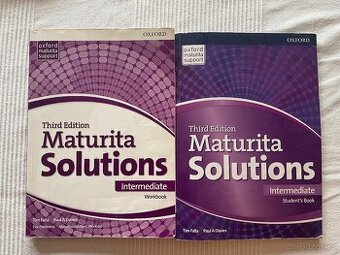 OXFORD
oxford
maturita
support
Third Edition
Maturita
Solutions
Intermediate
Workbook
Tim Falla Paul A Davies
OXFORD
oxford
maturita
support
Third Edition
Maturita
Solutions
Intermediate
Student's Book
Tim Falla Paul A Davies